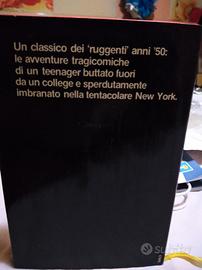 Un classico dei 'ruggenti' anni '50:
le avventure tragicomiche
di un teenager buttato fuori
da un college e sperdutamente
imbranato nella tentacolare New York.
subito